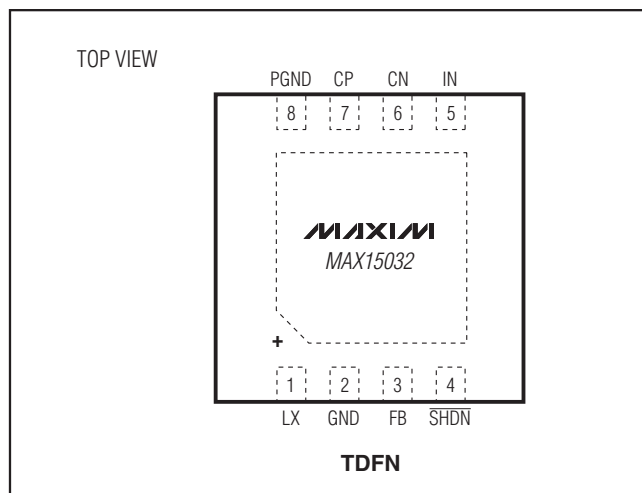 TOP VIEW
PGND CP CN IN
8 7 6 5
MAXIM
MAX15032
+
1 2 3 4
LX GND FB SHDN
TDFN